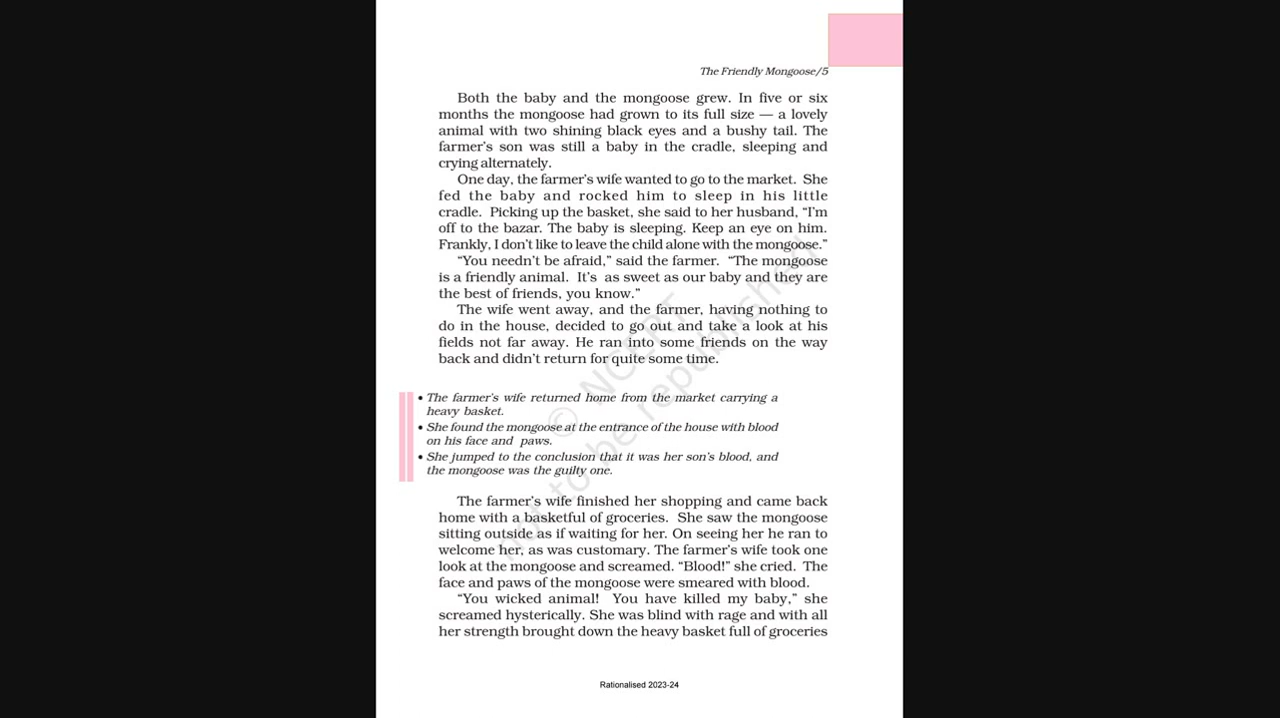 The Friendly Mongoose/5
Both the baby and the mongoose grew. In five or six
months the mongoose had grown to its full size — a lovely
animal with two shining black eyes and a bushy tail. The
farmer's son was still a baby in the cradle, sleeping and
crying alternately.
One day, the farmer's wife wanted to go to the market. She
fed the baby and rocked him to sleep in his little
cradle. Picking up the basket, she said to her husband, “I'm
off to the bazar. The baby is sleeping. Keep an eye on him.
Frankly, I don't like to leave the child alone with the mongoose.”
“You needn't be afraid,” said the farmer. “The mongoose
is a friendly animal. It's as sweet as our baby and they are
the best of friends, you know.”
The wife went away, and the farmer, having nothing to
do in the house, decided to go out and take a look at his
fields not far away. He ran into some friends on the way
back and didn't return for quite some time.
• The farmer's wife returned home from the market carrying a
heavy basket.
• She found the mongoose at the entrance of the house with blood
on his face and paws.
• She jumped to the conclusion that it was her son's blood, and
the mongoose was the guilty one.
The farmer's wife finished her shopping and came back
home with a basketful of groceries. She saw the mongoose
sitting outside as if waiting for her. On seeing her he ran to
welcome her, as was customary. The farmer's wife took one
look at the mongoose and screamed. “Blood!” she cried. The
face and paws of the mongoose were smeared with blood.
“You wicked animal! You have killed my baby,” she
screamed hysterically. She was blind with rage and with all
her strength brought down the heavy basket full of groceries
© NCERT
not to be republished
Rationalised 2023-24